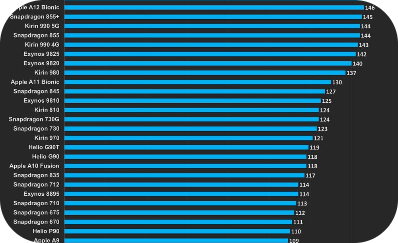 ple A12 Bionic 146
Snapdragon 855+ 145
Kirin 990 5G 144
Snapdragon 855 144
Kirin 990 4G 143
Exynos 9825 142
Exynos 9820 140
Kirin 980 137
Apple A11 Bionic 130
Snapdragon 845 127
Exynos 9810 125
Kirin 810 124
Snapdragon 730G 124
Snapdragon 730 123
Kirin 970 121
Helio G90T 119
Helio G90 118
Apple A10 Fusion 118
Snapdragon 835 117
Snapdragon 712 114
Exynos 8895 114
Snapdragon 710 113
Snapdragon 675 112
Snapdragon 670 111
Helio P90 110
Apple A9 109